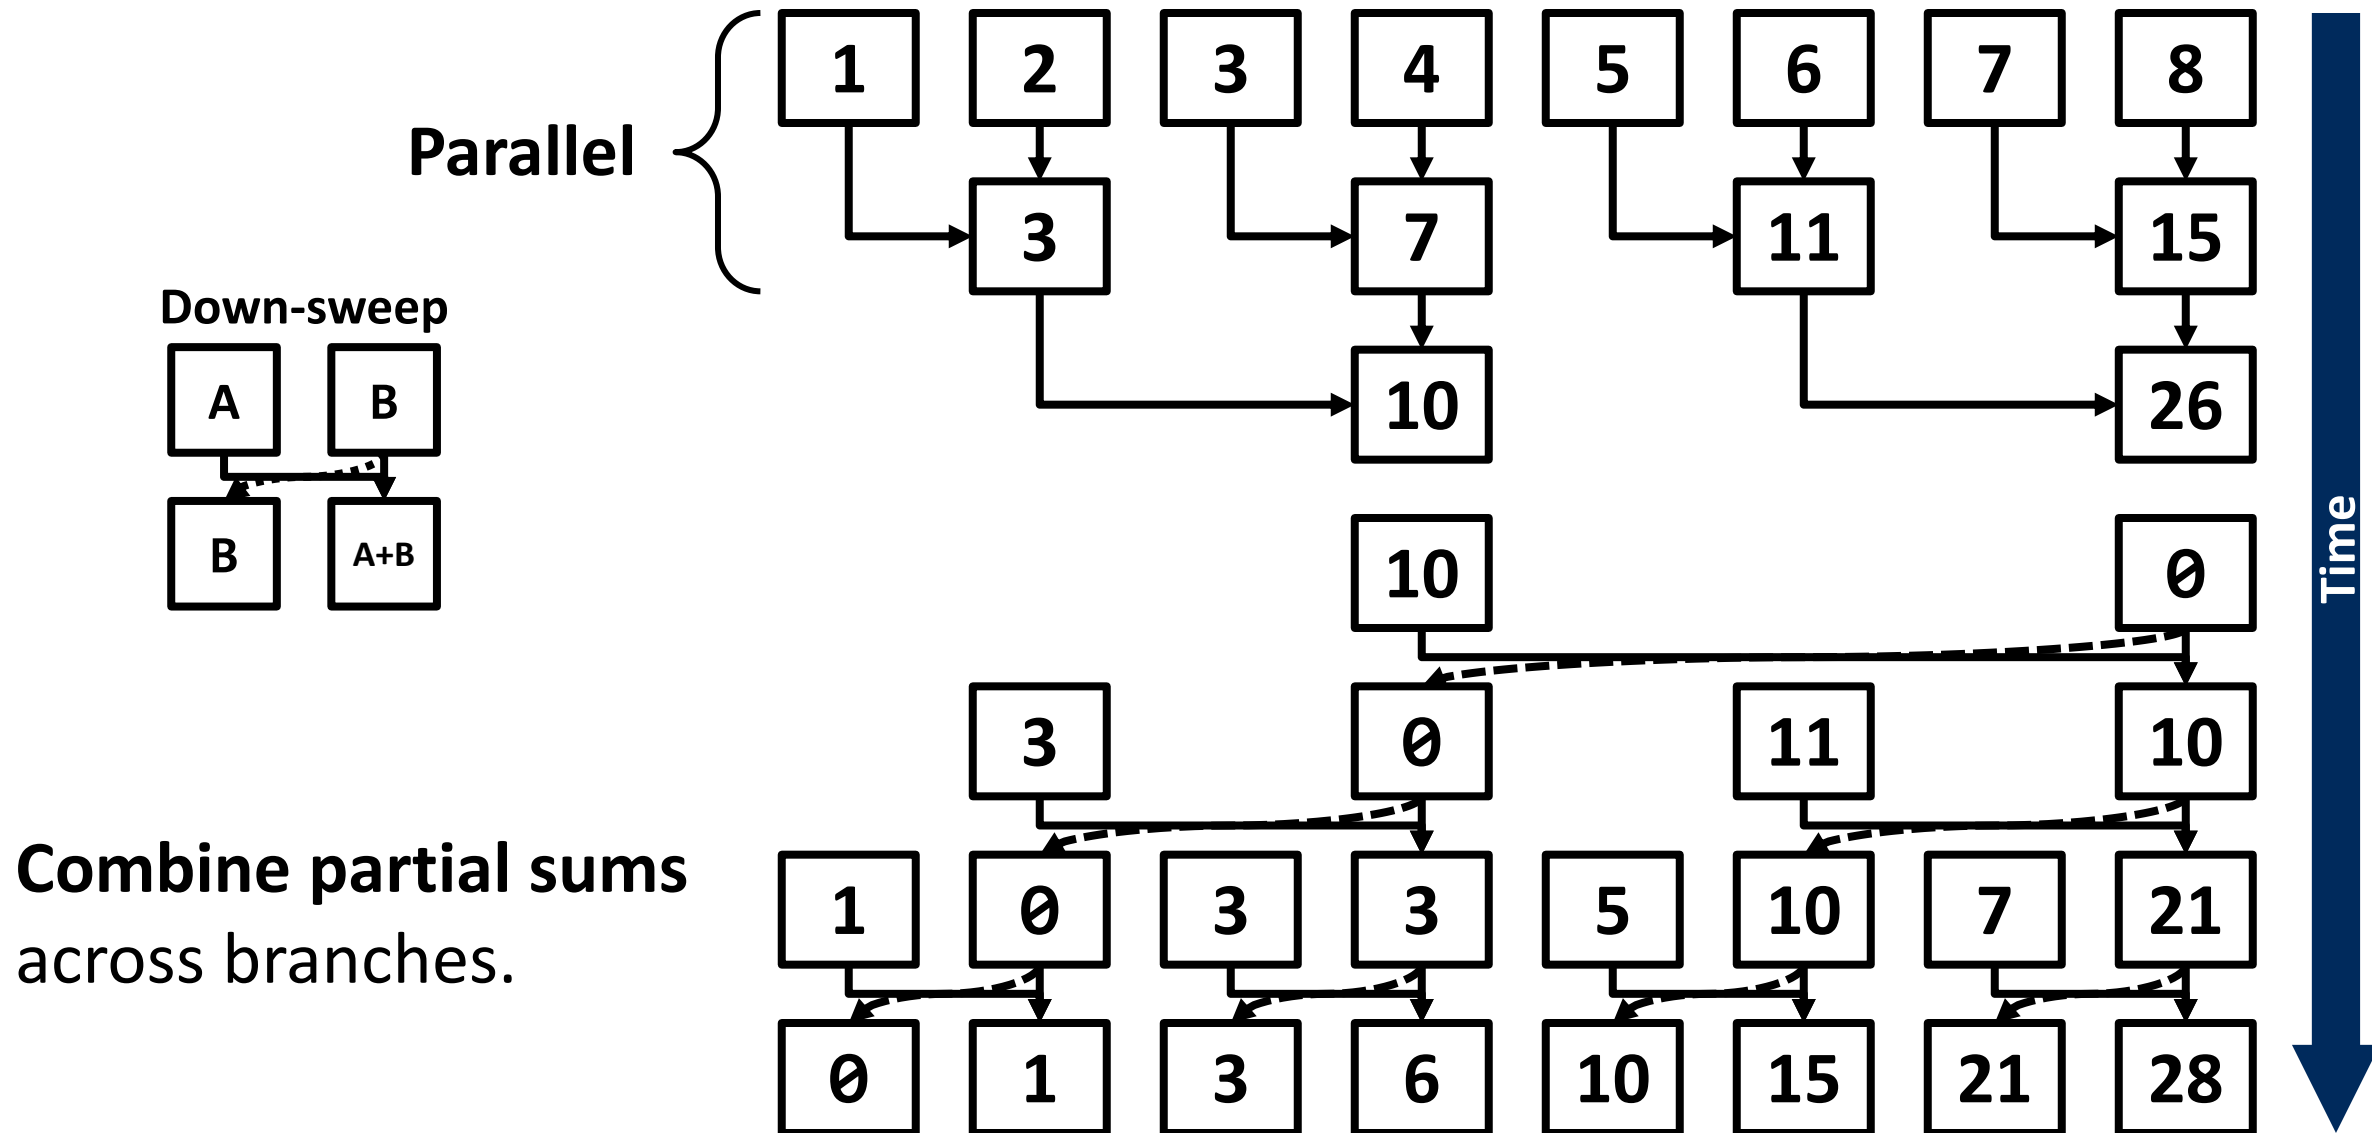 1 2 3 4 5 6 7 8
Parallel
3 7 11 15
Down-sweep
A B
10 26
B A+B
10 0
Time
3 0 11 10
Combine partial sums
across branches.
1 0 3 3 5 10 7 21
0 1 3 6 10 15 21 28